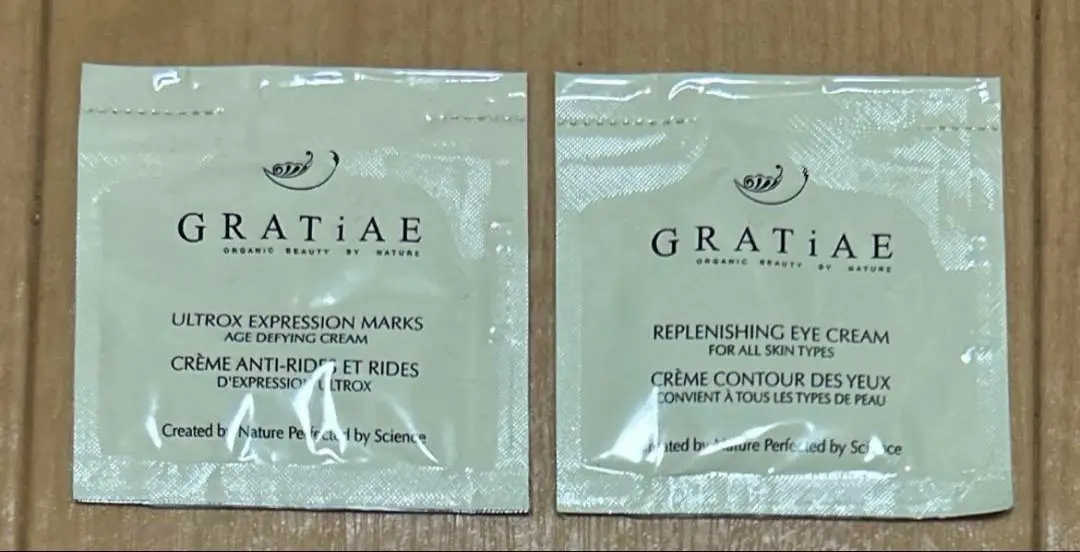 GRATiAE
ORGANIC BEAUTY BY NATURE
ULTROX EXPRESSION MARKS
AGE DEFYING CREAM
CRÈME ANTI-RIDES ET RIDES
D'EXPRESSION ULTROX
Created by Nature Perfected by Science
GRATiAE
ORGANIC BEAUTY BY NATURE
REPLENISHING EYE CREAM
FOR ALL SKIN TYPES
CRÈME CONTOUR DES YEUX
CONVIENT À TOUS LES TYPES DE PEAU
Created by Nature Perfected by Science